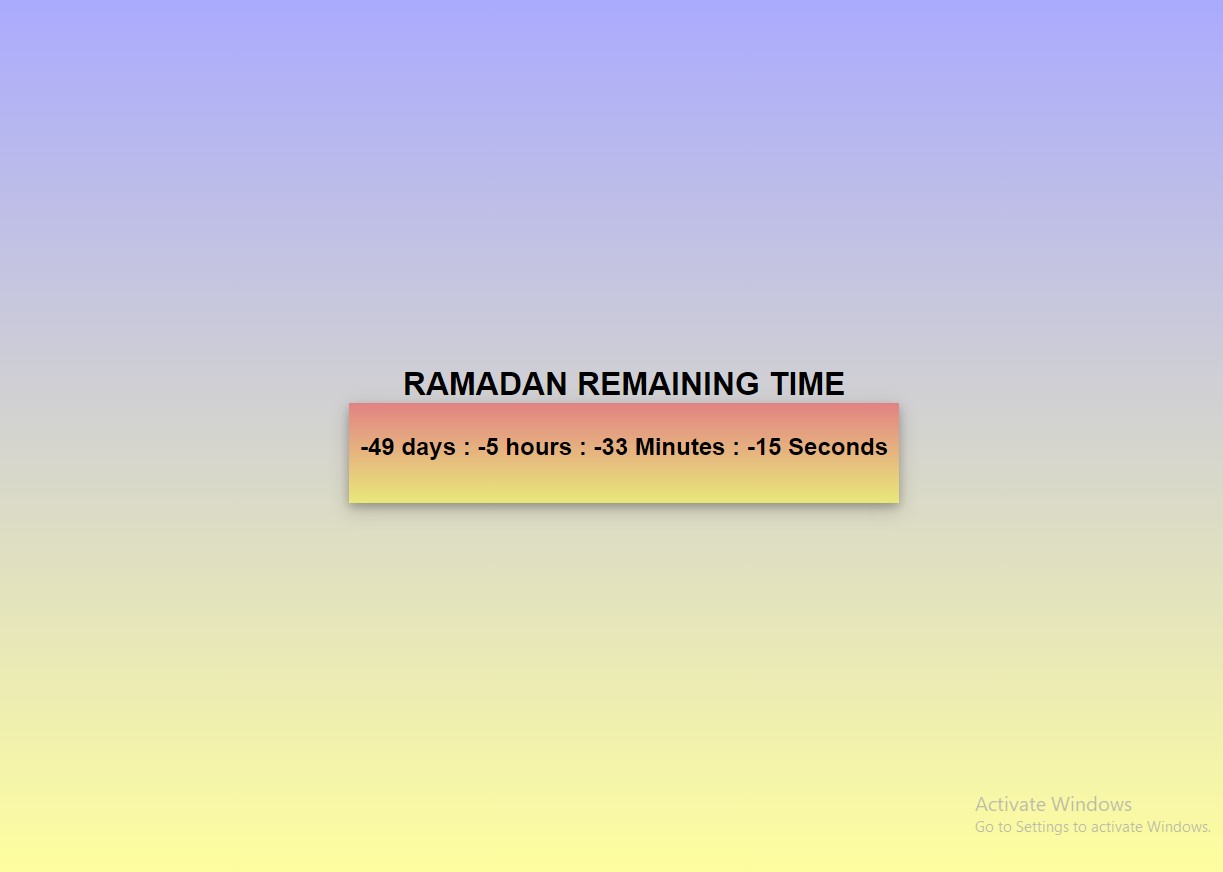 RAMADAN REMAINING TIME
-49 days : -5 hours : -33 Minutes : -15 Seconds
Activate Windows
Go to Settings to activate Windows.